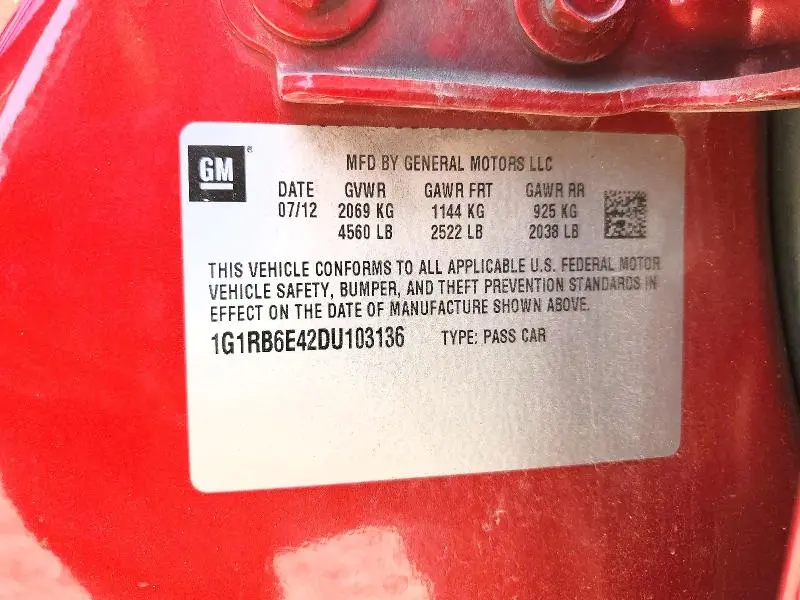 GM ®
MFD BY GENERAL MOTORS LLC
DATE GVWR GAWR FRT GAWR RR
07/12 2069 KG 1144 KG 925 KG
4560 LB 2522 LB 2038 LB
THIS VEHICLE CONFORMS TO ALL APPLICABLE U.S. FEDERAL MOTOR
VEHICLE SAFETY, BUMPER, AND THEFT PREVENTION STANDARDS IN
EFFECT ON THE DATE OF MANUFACTURE SHOWN ABOVE.
1G1RB6E42DU103136 TYPE: PASS CAR